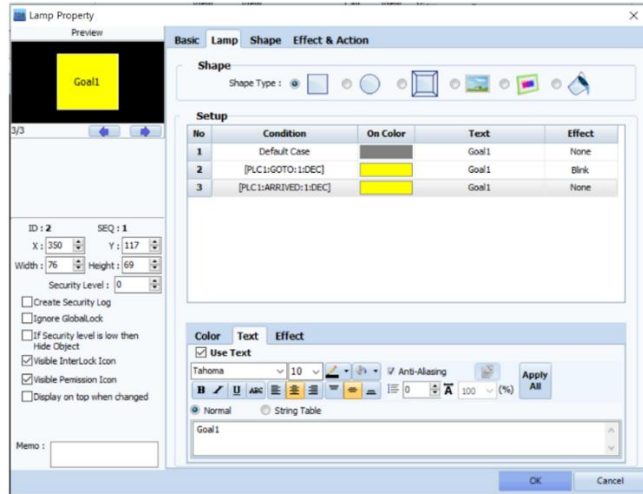 Lamp Property
Preview
Goal1
3/3
ID : 2 SEQ : 1
X : 350 Y : 117
Width : 76 Height : 69
Security Level : 0
Create Security Log
Ignore GlobalLock
If Security level is low then
Hide Object
Visible InterLock Icon
Visible Pemission Icon
Display on top when changed
Memo :
Basic Lamp Shape Effect & Action
Shape
Shape Type :
Setup
No Condition On Color Text Effect
1 Default Case Goal1 None
2 [PLC1:GOTO:1:DEC] Goal1 Blink
3 [PLC1:ARRIVED:1:DEC] Goal1 None
Color Text Effect
Use Text
Tahoma 10 Anti-Aliasing Apply All
B I U ABC 0 A 100 (%)
Normal String Table
Goal1
OK Cancel